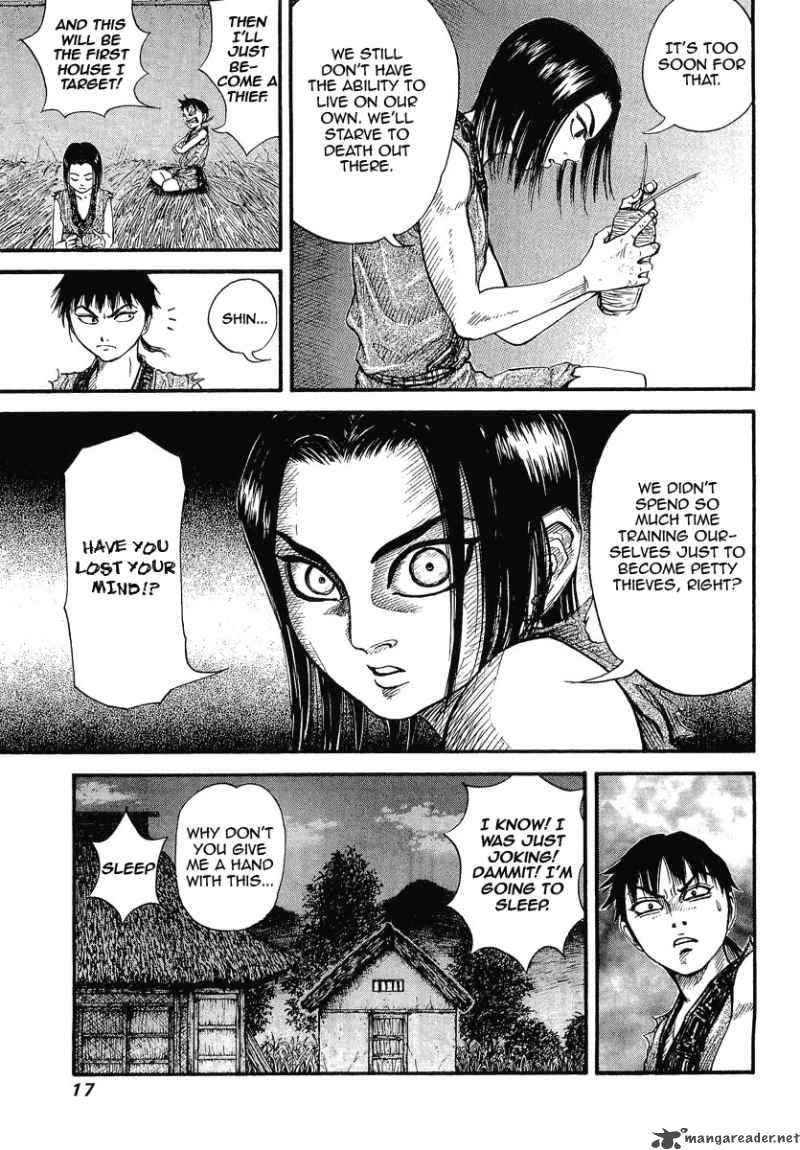 IT'S TOO
SOON FOR
THAT.
WE STILL
DON'T HAVE
THE ABILITY TO
LIVE ON OUR
OWN. WE'LL
STARVE TO
DEATH OUT
THERE.
THEN
I'LL
JUST
BE-
COME A
THIEF.
AND THIS
WILL BE
THE FIRST
HOUSE I
TARGET!
SHIN...
WE DIDN'T
SPEND SO
MUCH TIME
TRAINING OUR-
SELVES JUST TO
BECOME PETTY
THIEVES, RIGHT?
HAVE YOU
LOST YOUR
MIND!?
I KNOW! I
WAS JUST
JOKING!
DAMMIT! I'M
GOING TO
SLEEP.
WHY DON'T
YOU GIVE
ME A HAND
WITH THIS...
SLEEP
17
mangareader.net